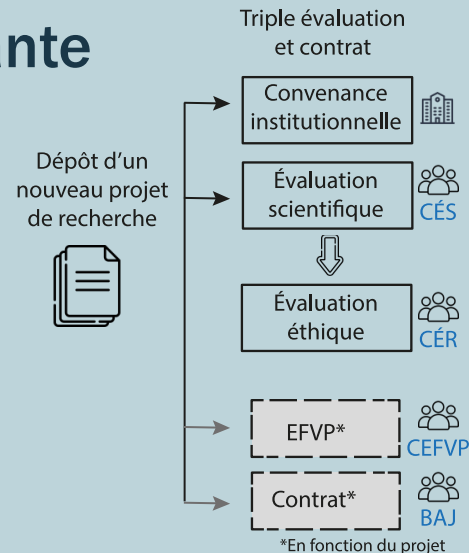 Triple évaluation
et contrat
Convenance
institutionnelle
Dépôt d'un
nouveau projet
de recherche
Évaluation
scientifique
CÉS
Évaluation
éthique
CÉR
EFVP*
CEFVP
Contrat*
BAJ
*En fonction du projet